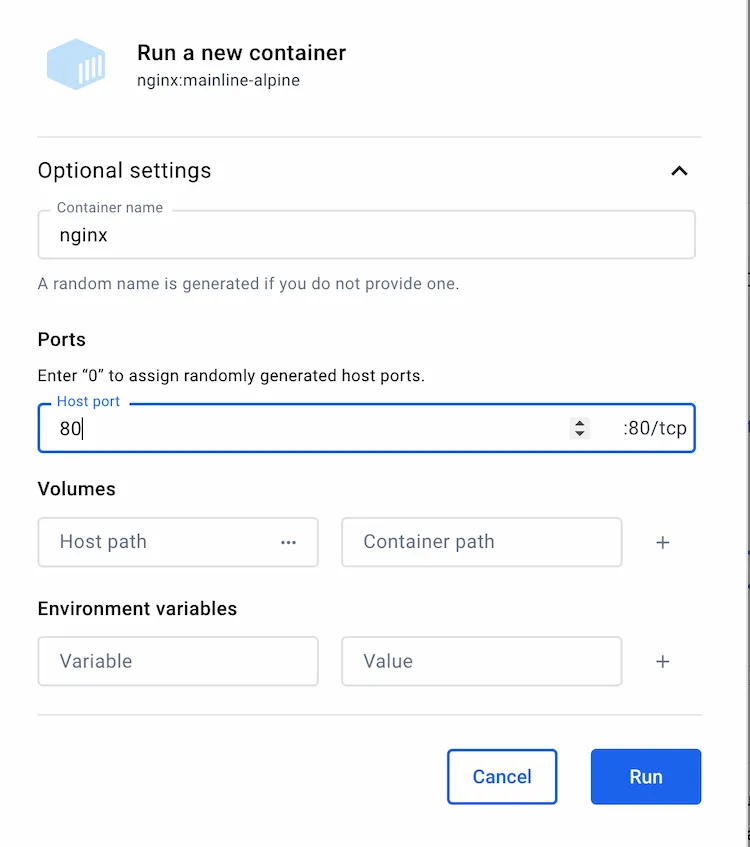 Run a new container
nginx:mainline-alpine
Optional settings
Container name
nginx
A random name is generated if you do not provide one.
Ports
Enter “0” to assign randomly generated host ports.
Host port
80 :80/tcp
Volumes
Host path ··· Container path +
Environment variables
Variable Value +
Cancel Run